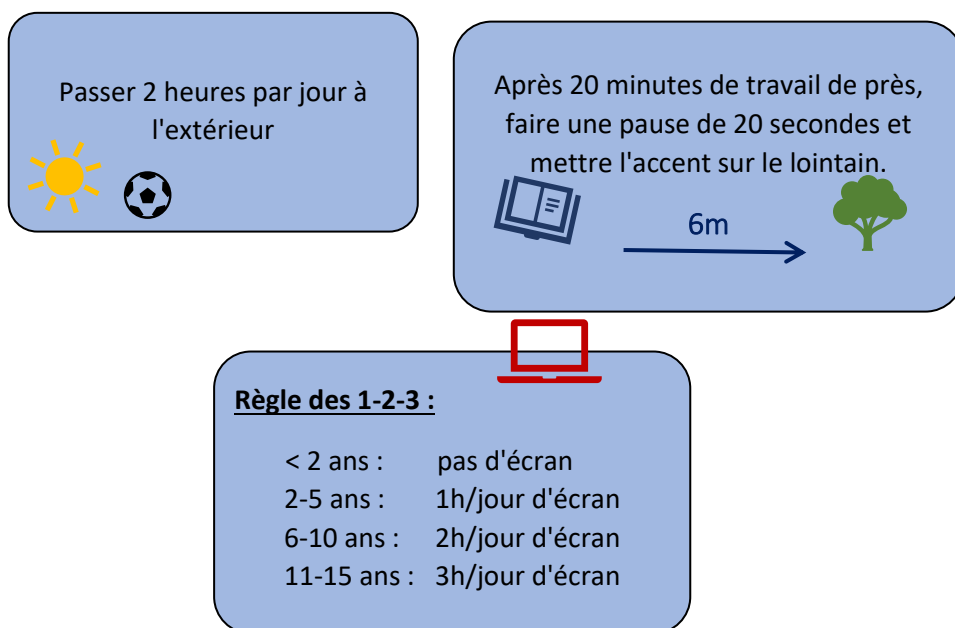 Passer 2 heures par jour à
l'extérieur
Après 20 minutes de travail de près,
faire une pause de 20 secondes et
mettre l'accent sur le lointain.
6m
Règle des 1-2-3 :
< 2 ans : pas d'écran
2-5 ans : 1h/jour d'écran
6-10 ans : 2h/jour d'écran
11-15 ans : 3h/jour d'écran